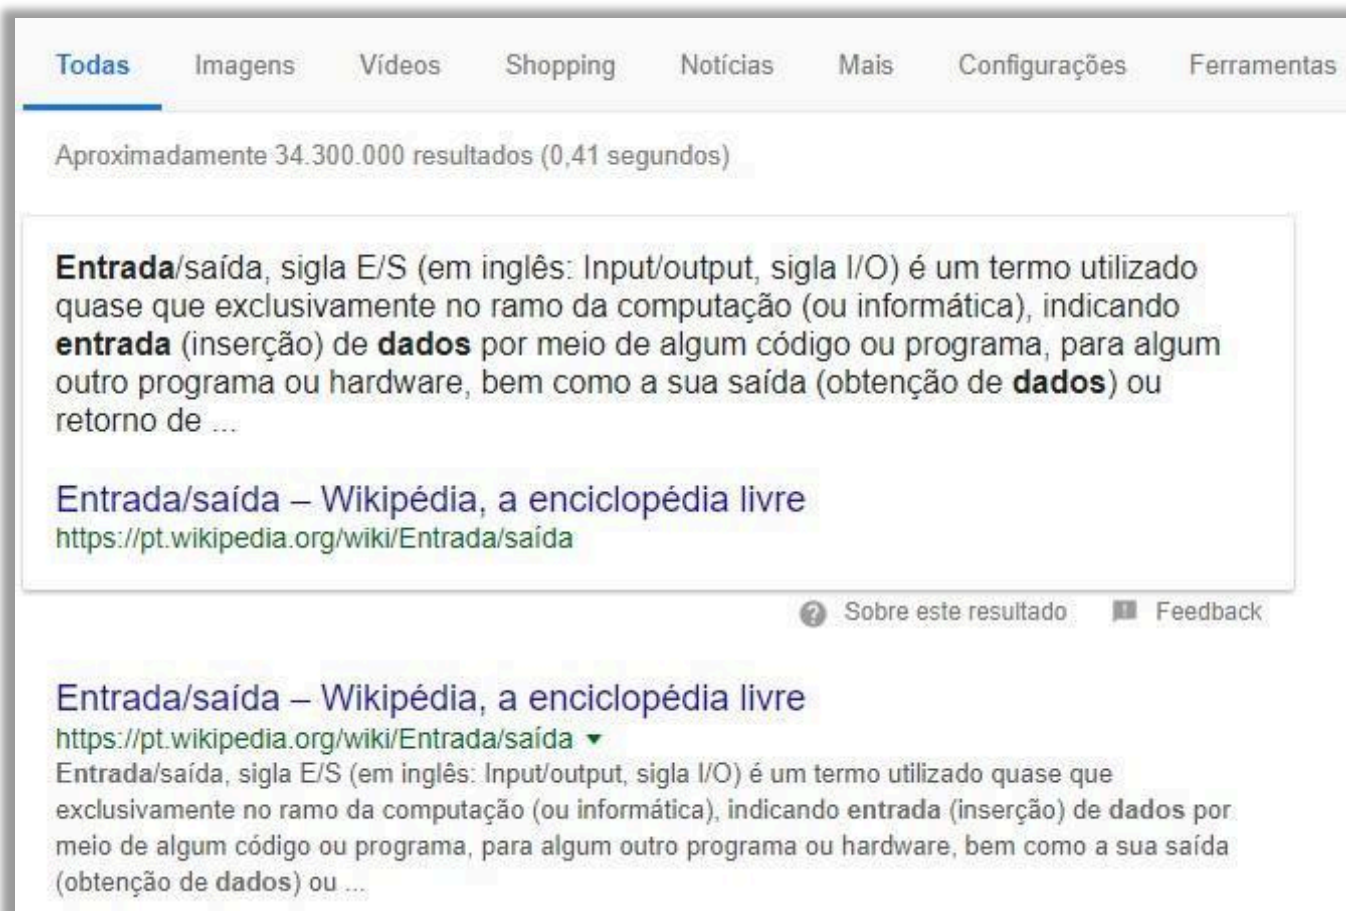 Todas Imagens Vídeos Shopping Notícias Mais Configurações Ferramentas
Aproximadamente 34.300.000 resultados (0,41 segundos)
Entrada/saída, sigla E/S (em inglês: Input/output, sigla I/O) é um termo utilizado
quase que exclusivamente no ramo da computação (ou informática), indicando
entrada (inserção) de dados por meio de algum código ou programa, para algum
outro programa ou hardware, bem como a sua saída (obtenção de dados) ou
retorno de ...
Entrada/saída – Wikipédia, a enciclopédia livre
https://pt.wikipedia.org/wiki/Entrada/saída
Sobre este resultado Feedback
Entrada/saída – Wikipédia, a enciclopédia livre
https://pt.wikipedia.org/wiki/Entrada/saída
Entrada/saída, sigla E/S (em inglês: Input/output, sigla I/O) é um termo utilizado quase que
exclusivamente no ramo da computação (ou informática), indicando entrada (inserção) de dados por
meio de algum código ou programa, para algum outro programa ou hardware, bem como a sua saída
(obtenção de dados) ou ...